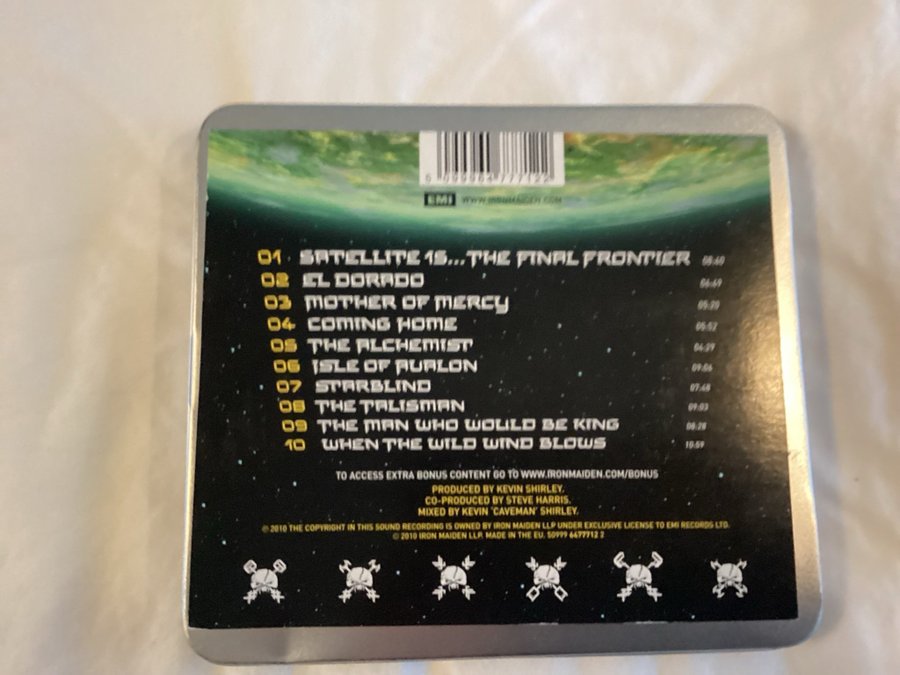 EMI WWW.IRONMAIDEN.COM
01 SATELLITE 15...THE FINAL FRONTIER 08:40
02 EL DORADO 06:49
03 MOTHER OF MERCY 05:20
04 COMING HOME 05:52
05 THE ALCHEMIST 04:29
06 ISLE OF AVALON 09:06
07 STARBLIND 07:48
08 THE TALISMAN 09:03
09 THE MAN WHO WOULD BE KING 08:28
10 WHEN THE WILD WIND BLOWS 10:59
TO ACCESS EXTRA BONUS CONTENT GO TO WWW.IRONMAIDEN.COM/BONUS
PRODUCED BY KEVIN SHIRLEY.
CO-PRODUCED BY STEVE HARRIS.
MIXED BY KEVIN 'CAVEMAN' SHIRLEY.
℗ 2010 THE COPYRIGHT IN THIS SOUND RECORDING IS OWNED BY IRON MAIDEN LLP UNDER EXCLUSIVE LICENSE TO EMI RECORDS LTD.
© 2010 IRON MAIDEN LLP. MADE IN THE EU. 50999 6477712 2